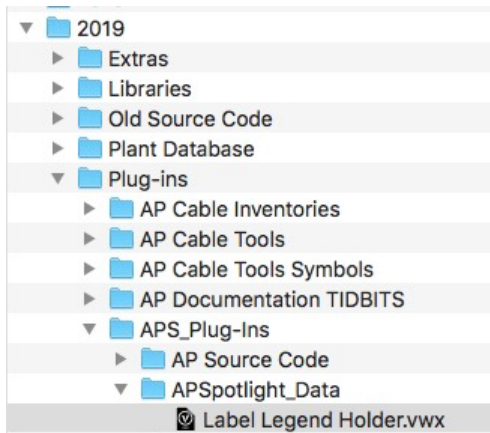 2019
Extras
Libraries
Old Source Code
Plant Database
Plug-ins
AP Cable Inventories
AP Cable Tools
AP Cable Tools Symbols
AP Documentation TIDBITS
APS_Plug-Ins
AP Source Code
APSpotlight_Data
Label Legend Holder.vwx